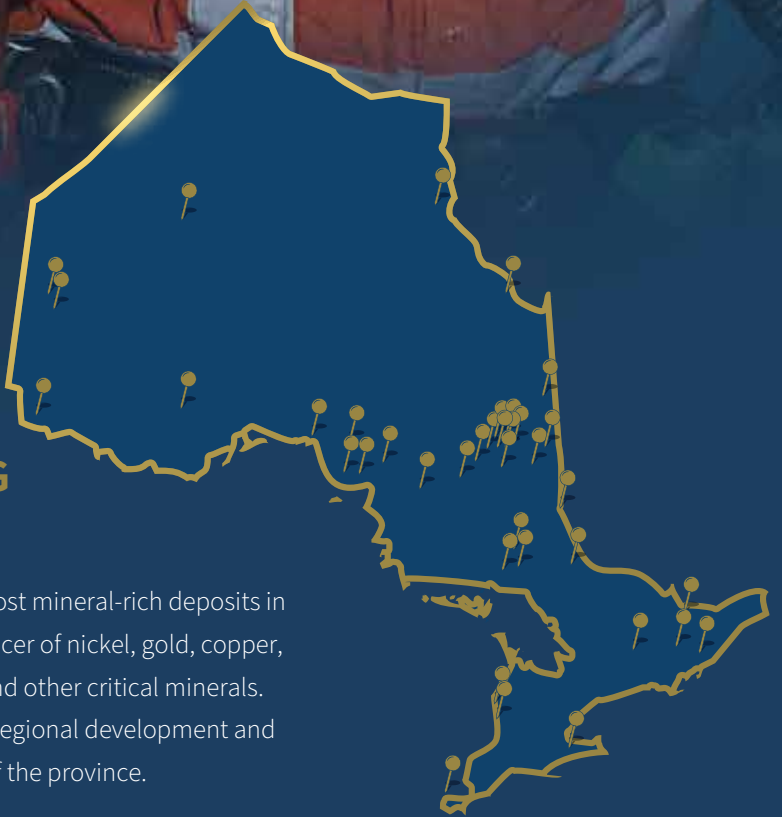 G
ost mineral-rich deposits in
cer of nickel, gold, copper,
nd other critical minerals.
egional development and
f the province.